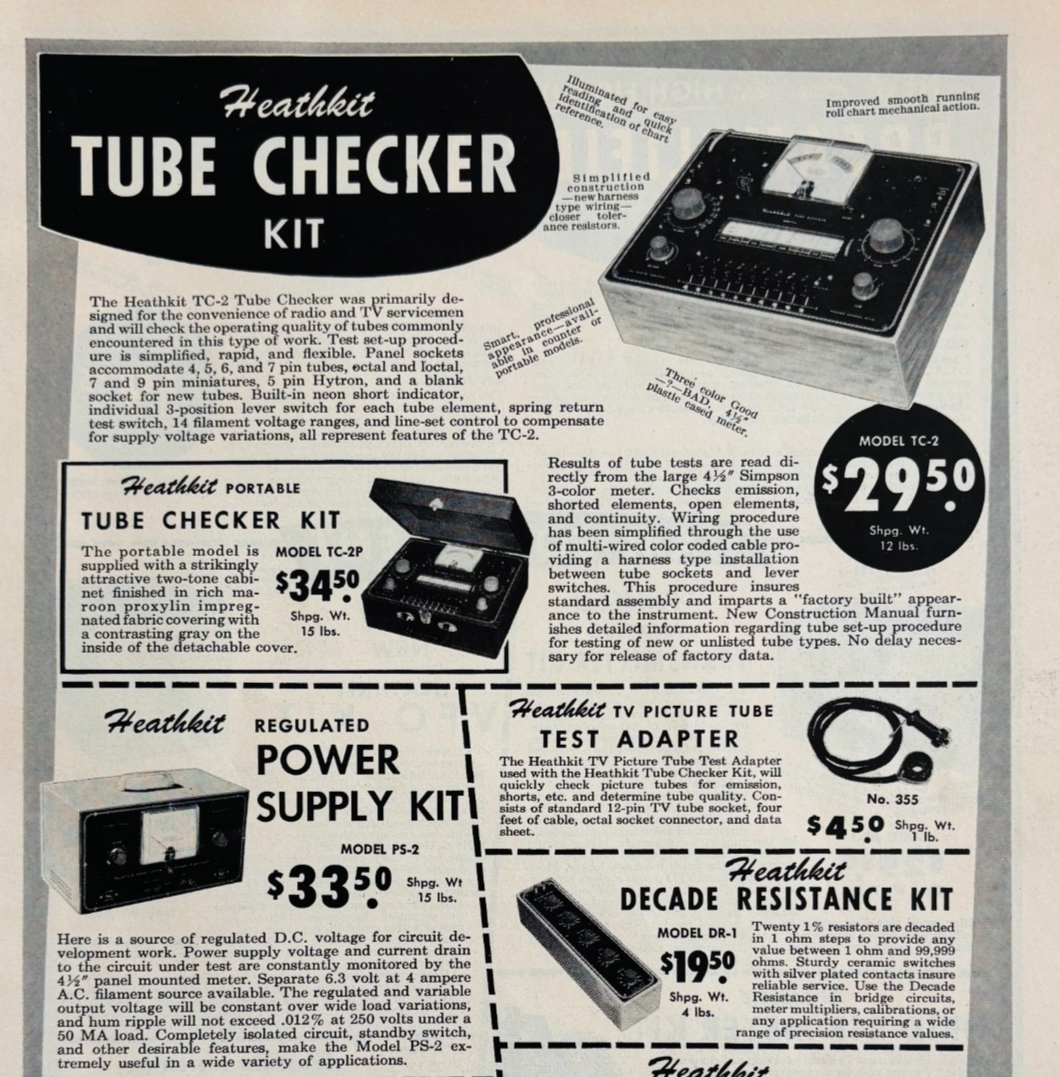 Heathkit
TUBE CHECKER
KIT
Illuminated for easy
reading and quick
identification of chart
reference.
Improved smooth running
roll chart mechanical action.
Simplified
construction
—new harness
type wiring—
closer toler-
ance resistors.
Smart, professional
appearance—avail-
able in counter or
portable models.
Three color Good
—?—BAD, 4½"
plastic cased meter.
The Heathkit TC-2 Tube Checker was primarily de-
signed for the convenience of radio and TV servicemen
and will check the operating quality of tubes commonly
encountered in this type of work. Test set-up proced-
ure is simplified, rapid, and flexible. Panel sockets
accommodate 4, 5, 6, and 7 pin tubes, octal and loctal,
7 and 9 pin miniatures, 5 pin Hytron, and a blank
socket for new tubes. Built-in neon short indicator,
individual 3-position lever switch for each tube element, spring return
test switch, 14 filament voltage ranges, and line-set control to compensate
for supply voltage variations, all represent features of the TC-2.
MODEL TC-2
$29.50
Shpg. Wt.
12 lbs.
Heathkit PORTABLE
TUBE CHECKER KIT
The portable model is
supplied with a strikingly
attractive two-tone cabi-
net finished in rich ma-
roon proxylin impreg-
nated fabric covering with
a contrasting gray on the
inside of the detachable cover.
MODEL TC-2P
$34.50
Shpg. Wt.
15 lbs.
Results of tube tests are read di-
rectly from the large 4½" Simpson
3-color meter. Checks emission,
shorted elements, open elements,
and continuity. Wiring procedure
has been simplified through the use
of multi-wired color coded cable pro-
viding a harness type installation
between tube sockets and lever
switches. This procedure insures
standard assembly and imparts a "factory built" appear-
ance to the instrument. New Construction Manual furn-
ishes detailed information regarding tube set-up procedure
for testing of new or unlisted tube types. No delay neces-
sary for release of factory data.
Heathkit REGULATED
POWER
SUPPLY KIT
MODEL PS-2
$33.50
Shpg. Wt
15 lbs.
Here is a source of regulated D.C. voltage for circuit de-
velopment work. Power supply voltage and current drain
to the circuit under test are constantly monitored by the
4½" panel mounted meter. Separate 6.3 volt at 4 ampere
A.C. filament source available. The regulated and variable
output voltage will be constant over wide load variations,
and hum ripple will not exceed .012% at 250 volts under a
50 MA load. Completely isolated circuit, standby switch,
and other desirable features, make the Model PS-2 ex-
tremely useful in a wide variety of applications.
Heathkit TV PICTURE TUBE
TEST ADAPTER
The Heathkit TV Picture Tube Test Adapter
used with the Heathkit Tube Checker Kit, will
quickly check picture tubes for emission,
shorts, etc. and determine tube quality. Con-
sists of standard 12-pin TV tube socket, four
feet of cable, octal socket connector, and data
sheet.
No. 355
$4.50
Shpg. Wt.
1 lb.
Heathkit
DECADE RESISTANCE KIT
MODEL DR-1
$19.50
Shpg. Wt.
4 lbs.
Twenty 1% resistors are decaded
in 1 ohm steps to provide any
value between 1 ohm and 99,999
ohms. Sturdy ceramic switches
with silver plated contacts insure
reliable service. Use the Decade
Resistance in bridge circuits,
meter multipliers, calibrations, or
any application requiring a wide
range of precision resistance values.
Heathkit